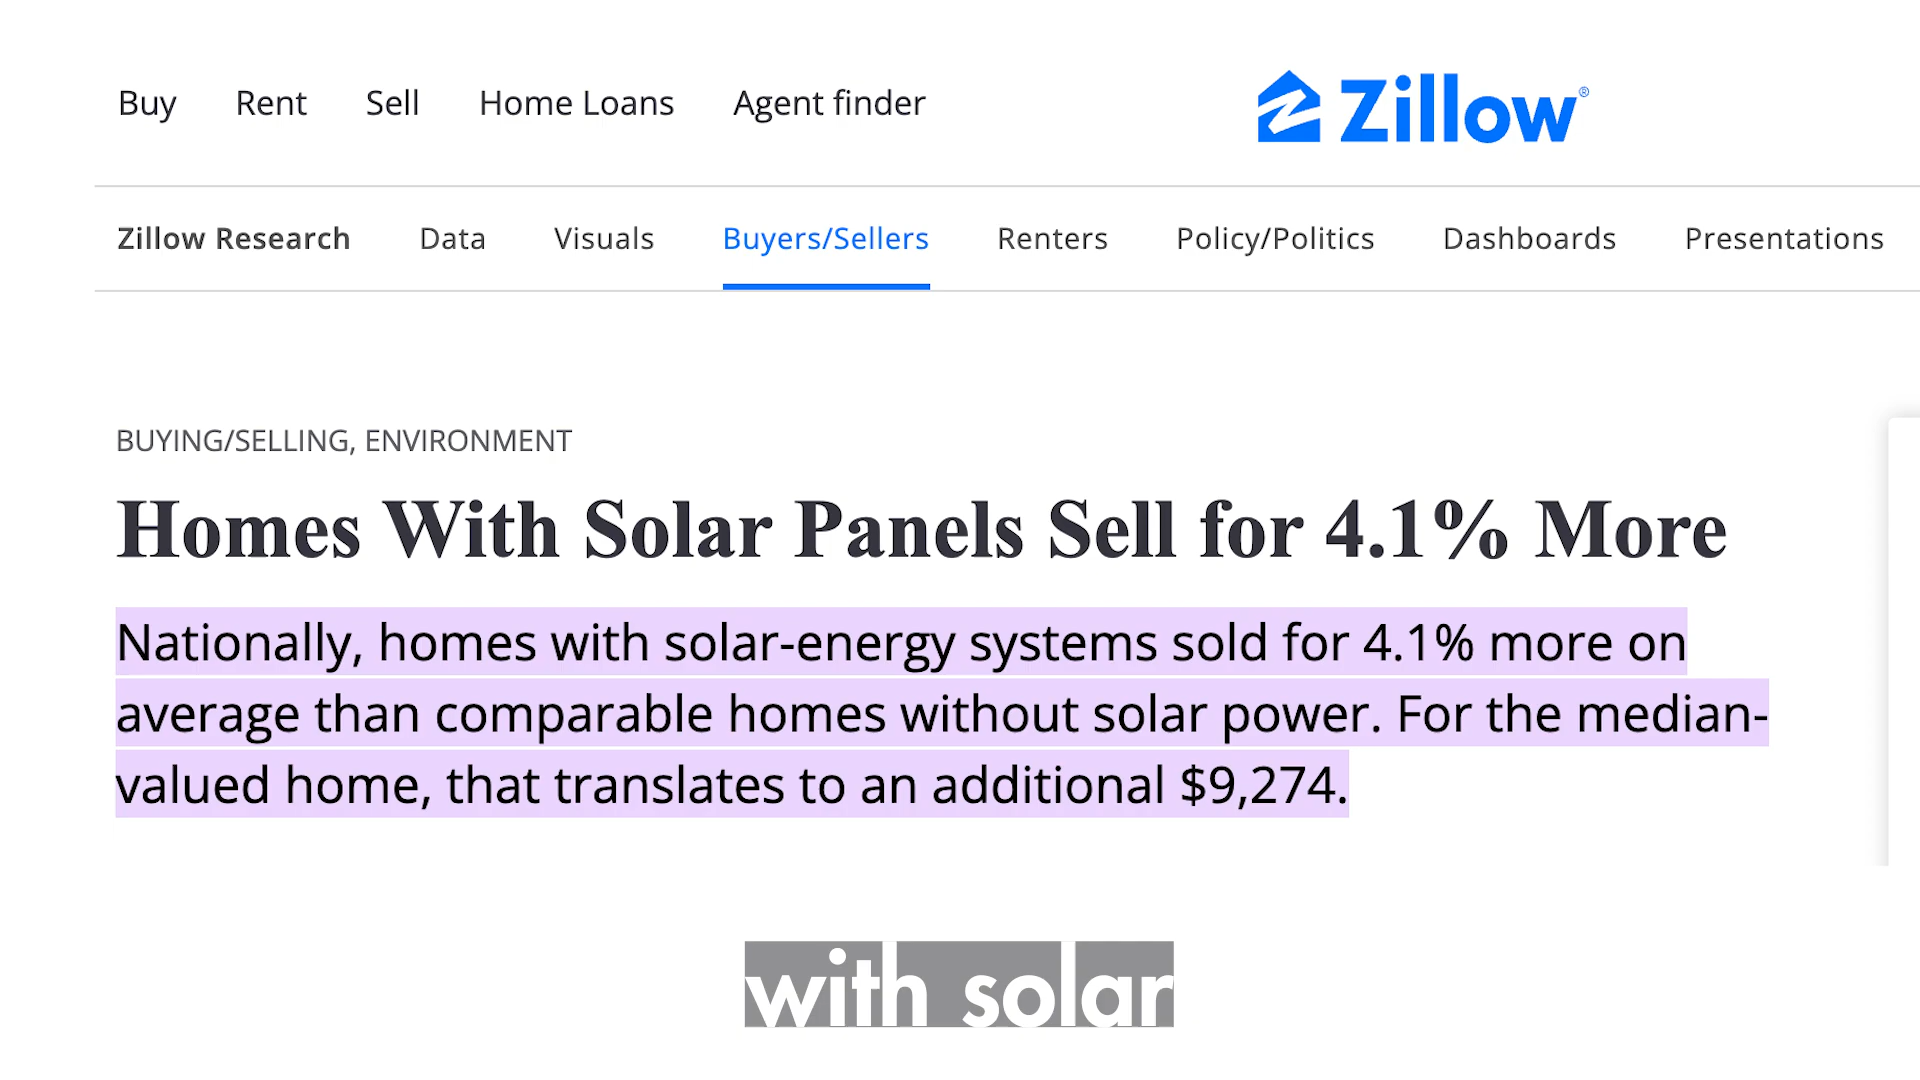 Buy Rent Sell Home Loans Agent finder Zillow®
Zillow Research Data Visuals Buyers/Sellers Renters Policy/Politics Dashboards Presentations
BUYING/SELLING, ENVIRONMENT
Homes With Solar Panels Sell for 4.1% More
Nationally, homes with solar-energy systems sold for 4.1% more on
average than comparable homes without solar power. For the median-
valued home, that translates to an additional $9,274.
with solar